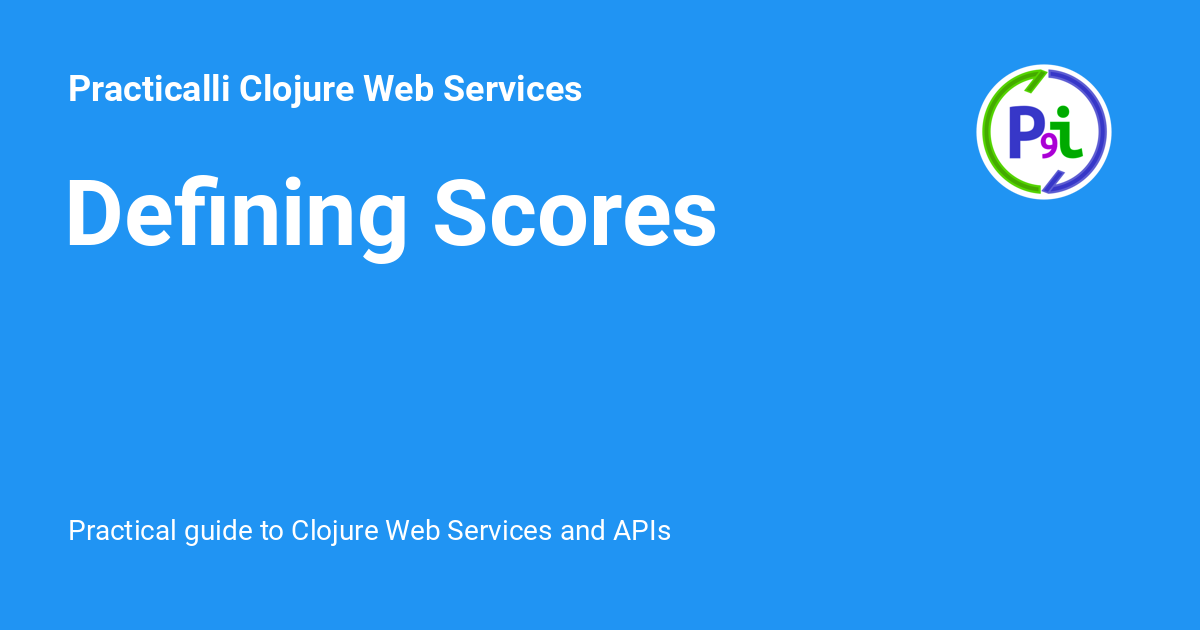 Practicalli Clojure Web Services
P9i
Defining Scores
Practical guide to Clojure Web Services and APIs